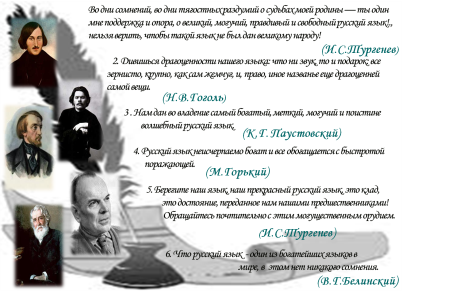 Во дни сомнений, во дни тягостных раздумий о судьбах моей родины — ты один
мне поддержка и опора, о великий, могучий, правдивый и свободный русский язык!..,
нельзя верить, чтобы такой язык не был дан великому народу!
(И.С.Тургенев)
2. Дивишься драгоценности нашего языка: что ни звук, то и подарок; все
зернисто, крупно, как сам жемчуг, и, право, иное названье еще драгоценней
самой вещи.
(Н.В.Гоголь)
3 . Нам дан во владение самый богатый, меткий, могучий и поистине
волшебный русский язык.
(К.Г. Паустовский)
4. Русский язык неисчерпаемо богат и все обогащается с быстротой
поражающей.
(М.Горький)
5. Берегите наш язык, наш прекрасный русский язык, это клад,
это достояние, переданное нам нашими предшественниками!
Обращайтесь почтительно с этим могущественным орудием.
(И.С.Тургенев)
6. Что русский язык - один из богатейших языков в
мире, в этом нет никакого сомнения.
(В.Г.Белинский)